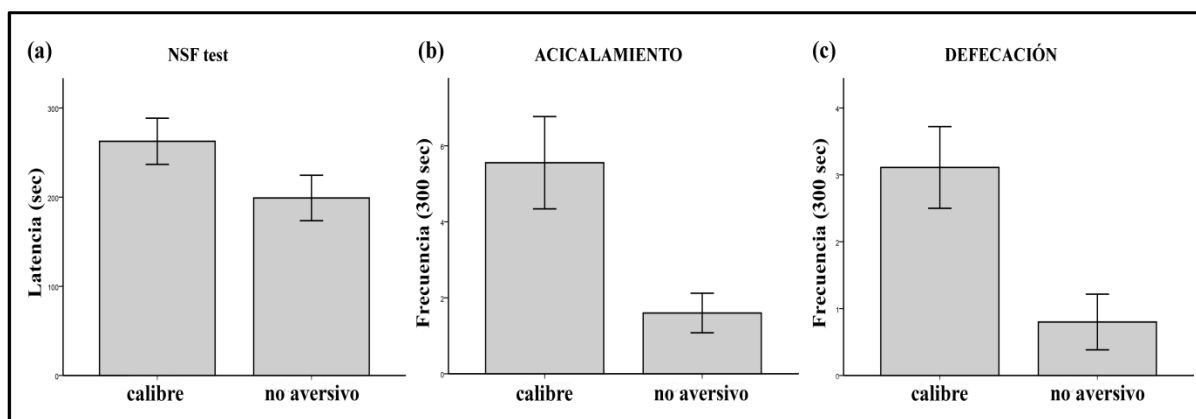 (a)
NSF test
Latencia (sec)
300
200
100
0
calibre
no aversivo
(b)
ACICALAMIENTO
Frecuencia (300 sec)
6
4
2
0
calibre
no aversivo
(c)
DEFECACIÓN
Frecuencia (300 sec)
4
3
2
1
0
calibre
no aversivo